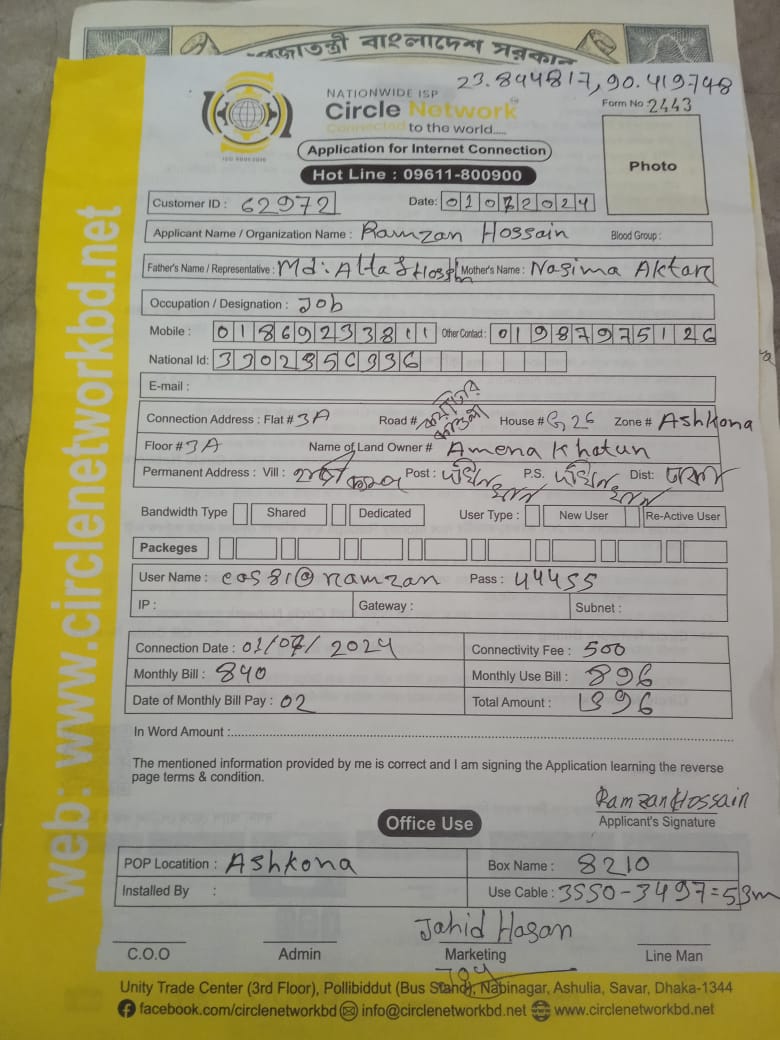 বাংলাদেশ সরকার
23.844817, 90.419748
NATIONWIDE ISP
Circle Network
Connected to the world.....
Form No : 2443
ISO 9001:2015
Application for Internet Connection
Hot Line : 09611-800900
Photo
Customer ID : 62972 Date: 01072024
Applicant Name / Organization Name : Ramzan Hossain Blood Group :
Father's Name / Representative : Md: Altaf Hossen Mother's Name : Nasima Aktar
Occupation / Designation : Job
Mobile : 01869233811 Other Contact : 01987975126
National Id: 3302356336
E-mail :
Connection Address : Flat # 3A Road # House # 26 Zone # Ashkona
Floor # 3A Name of Land Owner # Amena Khatun
Permanent Address : Vill : Post : P.S. Dist:
Bandwidth Type Shared Dedicated User Type : New User Re-Active User
Packeges
User Name : cos81@ramzan Pass : 44455
IP : Gateway : Subnet :
Connection Date : 01/07/2024 Connectivity Fee : 500
Monthly Bill : 840 Monthly Use Bill : 896
Date of Monthly Bill Pay : 02 Total Amount : 1396
In Word Amount :
The mentioned information provided by me is correct and I am signing the Application learning the reverse
page terms & condition.
Ramzan Hossain
Applicant's Signature
Office Use
POP Locatition : Ashkona Box Name : 8210
Installed By : Use Cable : 3550-3497=53m
Jahid Hasan
C.O.O Admin Marketing Line Man
704
Unity Trade Center (3rd Floor), Pollibiddut (Bus Stand), Nabinagar, Ashulia, Savar, Dhaka-1344
facebook.com/circlenetworkbd info@circlenetworkbd.net www.circlenetworkbd.net
web: www.circlenetworkbd.net